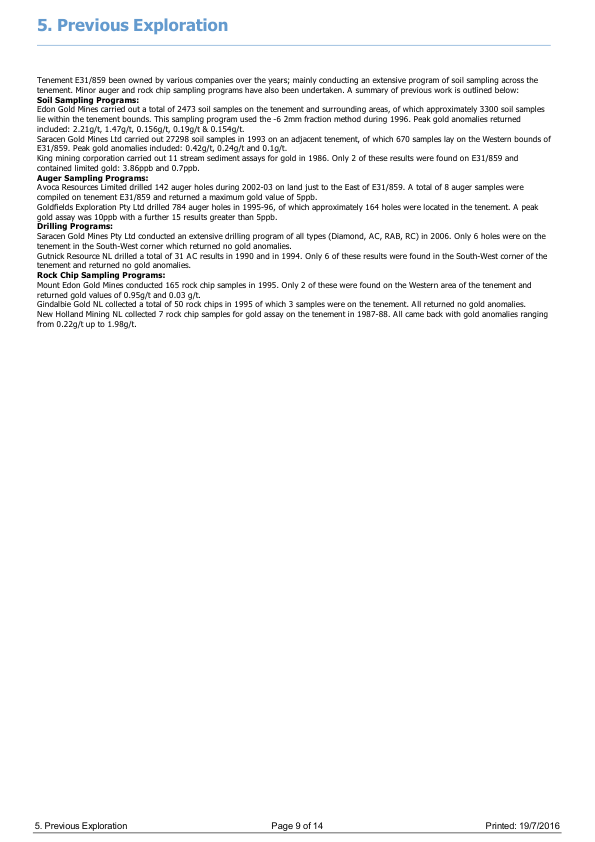 5. Previous Exploration
Tenement E31/859 been owned by various companies over the years; mainly conducting an extensive program of soil sampling across the
tenement. Minor auger and rock chip sampling programs have also been undertaken. A summary of previous work is outlined below:
Soil Sampling Programs:
Edon Gold Mines carried out a total of 2473 soil samples on the tenement and surrounding areas, of which approximately 3300 soil samples
lie within the tenement bounds. This sampling program used the -6 2mm fraction method during 1996. Peak gold anomalies returned
included: 2.21g/t, 1.47g/t, 0.156g/t, 0.19g/t & 0.154g/t.
Saracen Gold Mines Ltd carried out 27298 soil samples in 1993 on an adjacent tenement, of which 670 samples lay on the Western bounds of
E31/859. Peak gold anomalies included: 0.42g/t, 0.24g/t and 0.1g/t.
King mining corporation carried out 11 stream sediment assays for gold in 1986. Only 2 of these results were found on E31/859 and
contained limited gold: 3.86ppb and 0.7ppb.
Auger Sampling Programs:
Avoca Resources Limited drilled 142 auger holes during 2002-03 on land just to the East of E31/859. A total of 8 auger samples were
compiled on tenement E31/859 and returned a maximum gold value of 5ppb.
Goldfields Exploration Pty Ltd drilled 784 auger holes in 1995-96, of which approximately 164 holes were located in the tenement. A peak
gold assay was 10ppb with a further 15 results greater than 5ppb.
Drilling Programs:
Saracen Gold Mines Pty Ltd conducted an extensive drilling program of all types (Diamond, AC, RAB, RC) in 2006. Only 6 holes were on the
tenement in the South-West corner which returned no gold anomalies.
Gutnick Resource NL drilled a total of 31 AC results in 1990 and in 1994. Only 6 of these results were found in the South-West corner of the
tenement and returned no gold anomalies.
Rock Chip Sampling Programs:
Mount Edon Gold Mines conducted 165 rock chip samples in 1995. Only 2 of these were found on the Western area of the tenement and
returned gold values of 0.95g/t and 0.03 g/t.
Gindalbie Gold NL collected a total of 50 rock chips in 1995 of which 3 samples were on the tenement. All returned no gold anomalies.
New Holland Mining NL collected 7 rock chip samples for gold assay on the tenement in 1987-88. All came back with gold anomalies ranging
from 0.22g/t up to 1.98g/t.
5. Previous Exploration
Page 9 of 14
Printed: 19/7/2016